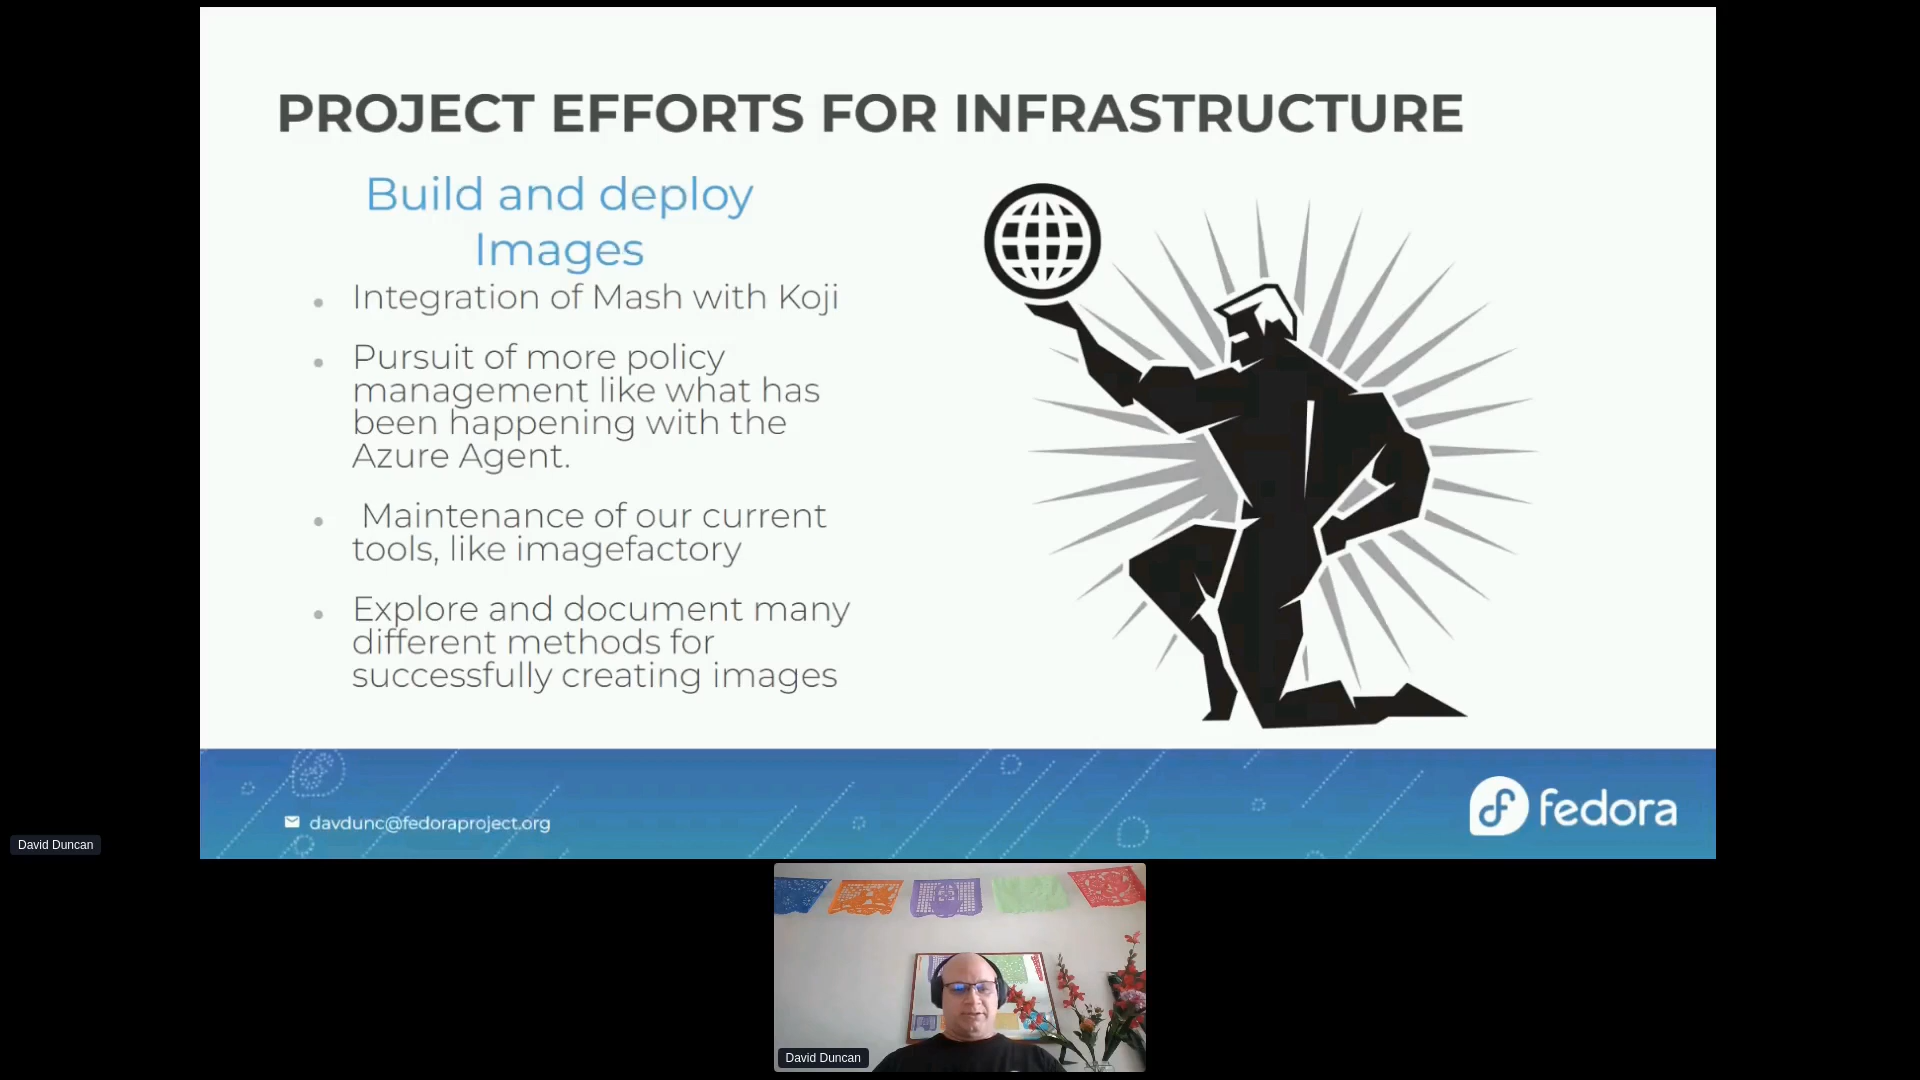 PROJECT EFFORTS FOR INFRASTRUCTURE
Build and deploy
Images
Integration of Mash with Koji
Pursuit of more policy
management like what has
been happening with the
Azure Agent.
Maintenance of our current
tools, like imagefactory
Explore and document many
different methods for
successfully creating images
davdunc@fedoraproject.org
fedora
David Duncan
David Duncan